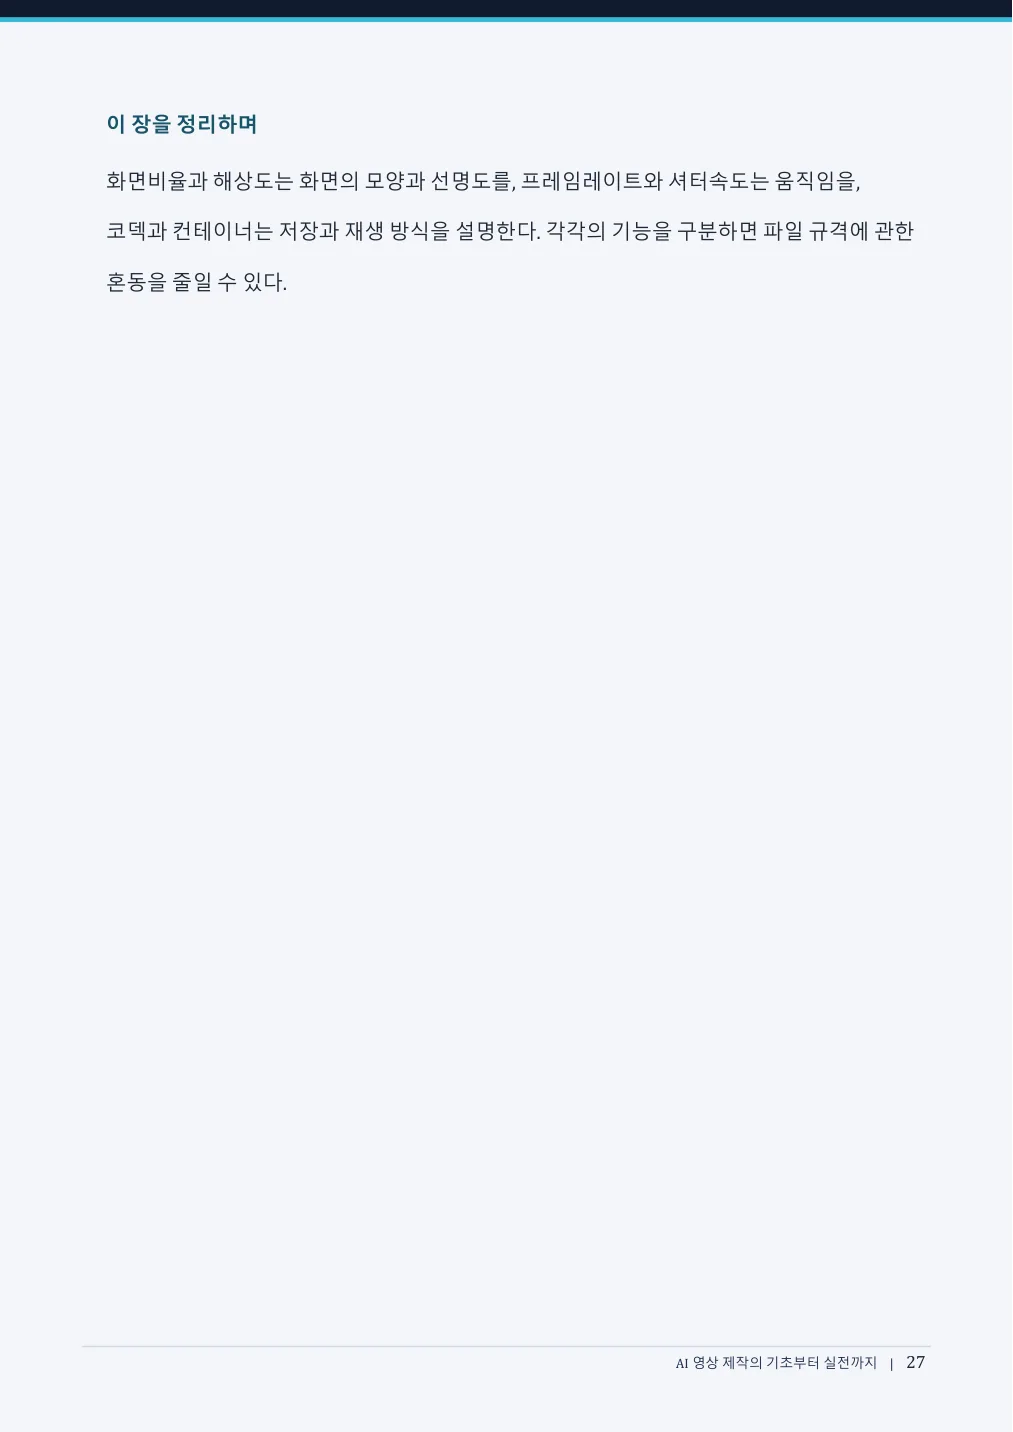 이 장을 정리하며
화면비율과 해상도는 화면의 모양과 선명도를, 프레임레이트와 셔터속도는 움직임을,
코덱과 컨테이너는 저장과 재생 방식을 설명한다. 각각의 기능을 구분하면 파일 규격에 관한
혼동을 줄일 수 있다.
AI 영상 제작의 기초부터 실전까지 | 27